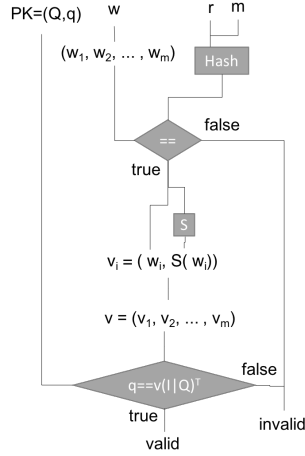 PK=(Q,q) w r m
(w₁, w₂, ... , wₘ)
Hash
==
false
true
S
vᵢ = ( wᵢ, S( wᵢ))
v = (v₁, v₂, ... , vₘ)
q==v(I|Q)ᵀ
false
true
invalid
valid